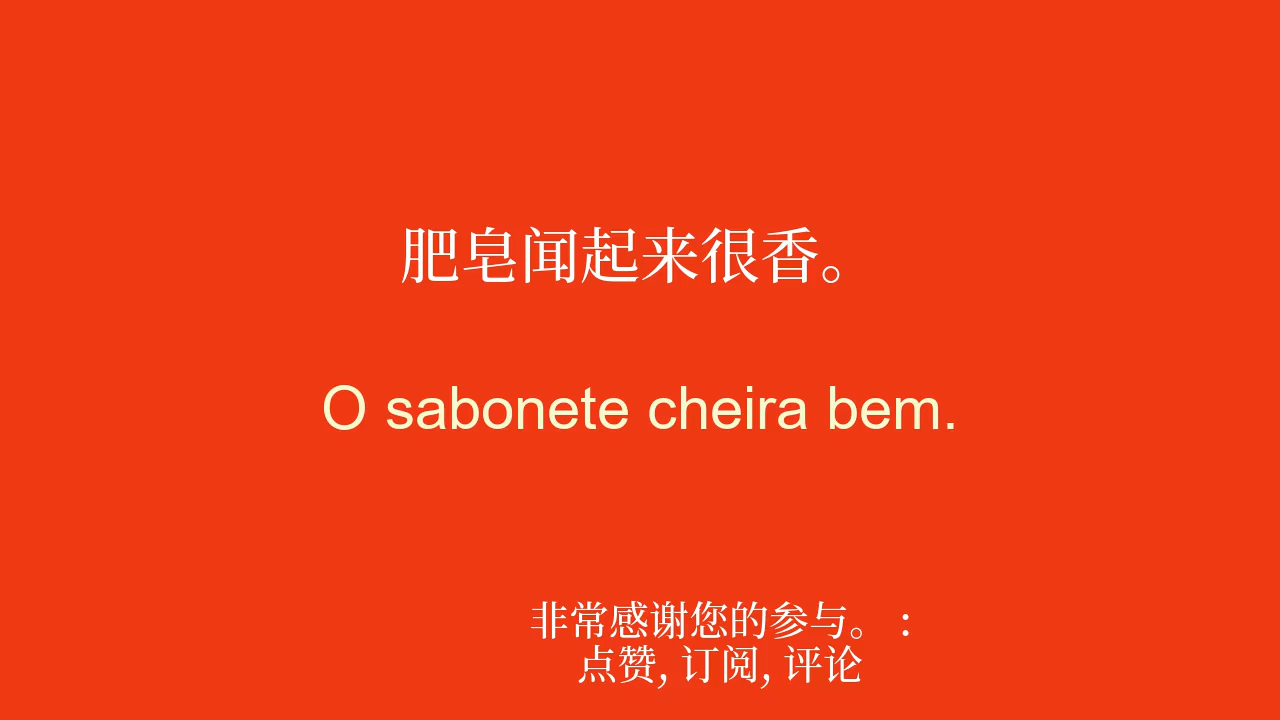 肥皂闻起来很香。
O sabonete cheira bem.
非常感谢您的参与。 :
点赞, 订阅, 评论